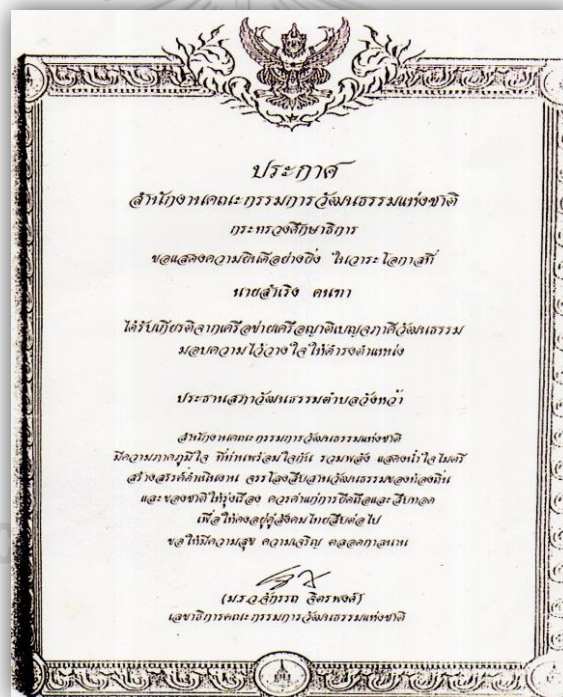 ประกาศ
สำนักงานคณะกรรมการวัฒนธรรมแห่งชาติ
กระทรวงศึกษาธิการ
ขอแสดงความยินดีอย่างยิ่ง ในวาระโอกาสที่
นายสำเริง คนฑา
ได้รับเกียรติจากเครือข่ายเครือญาติเบญจภาคีวัฒนธรรม
มอบความไว้วางใจให้ดำรงตำแหน่ง
ประธานสภาวัฒนธรรมตำบลวังหว้า
สำนักงานคณะกรรมการวัฒนธรรมแห่งชาติ
มีความภาคภูมิใจ ที่ท่านพร้อมใจกัน รวมพลัง แสดงน้ำใจไมตรี
สร้างสรรค์ดำเนินงาน จรรโลงสืบสานวัฒนธรรมของท้องถิ่น
และของชาติให้รุ่งเรือง ควรค่าแก่การยึดถือและสืบทอด
เพื่อให้คงอยู่คู่สังคมไทยสืบต่อไป
ขอให้มีความสุข ความเจริญ ตลอดกาลนาน
(ม.ร.ว.จักรรถ จิตรพงศ์)
เลขาธิการคณะกรรมการวัฒนธรรมแห่งชาติ